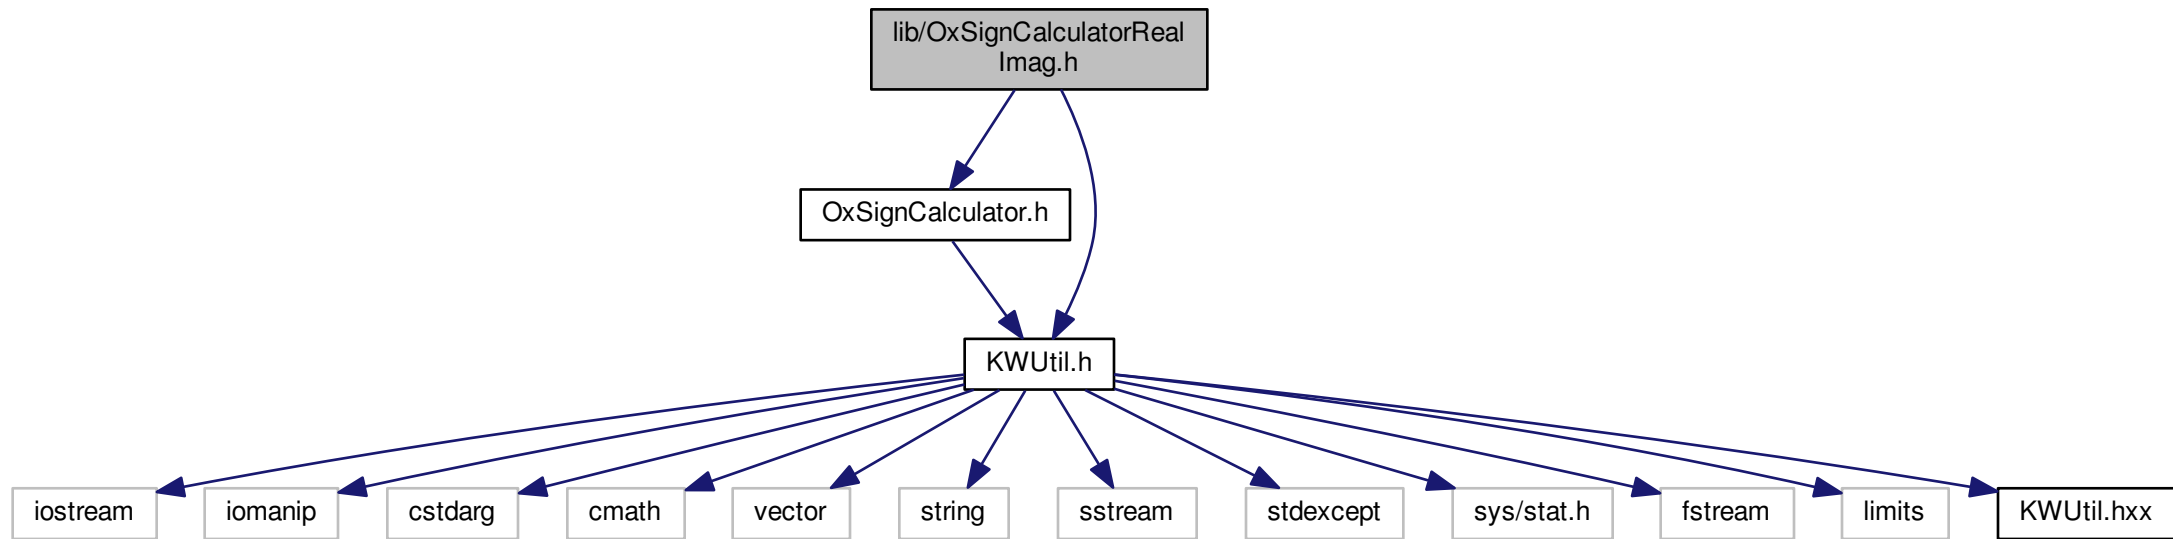 lib/OxSignCalculatorReal
Imag.h
OxSignCalculator.h
KWUtil.h
iostream
iomanip
cstdarg
cmath
vector
string
sstream
stdexcept
sys/stat.h
fstream
limits
KWUtil.hxx